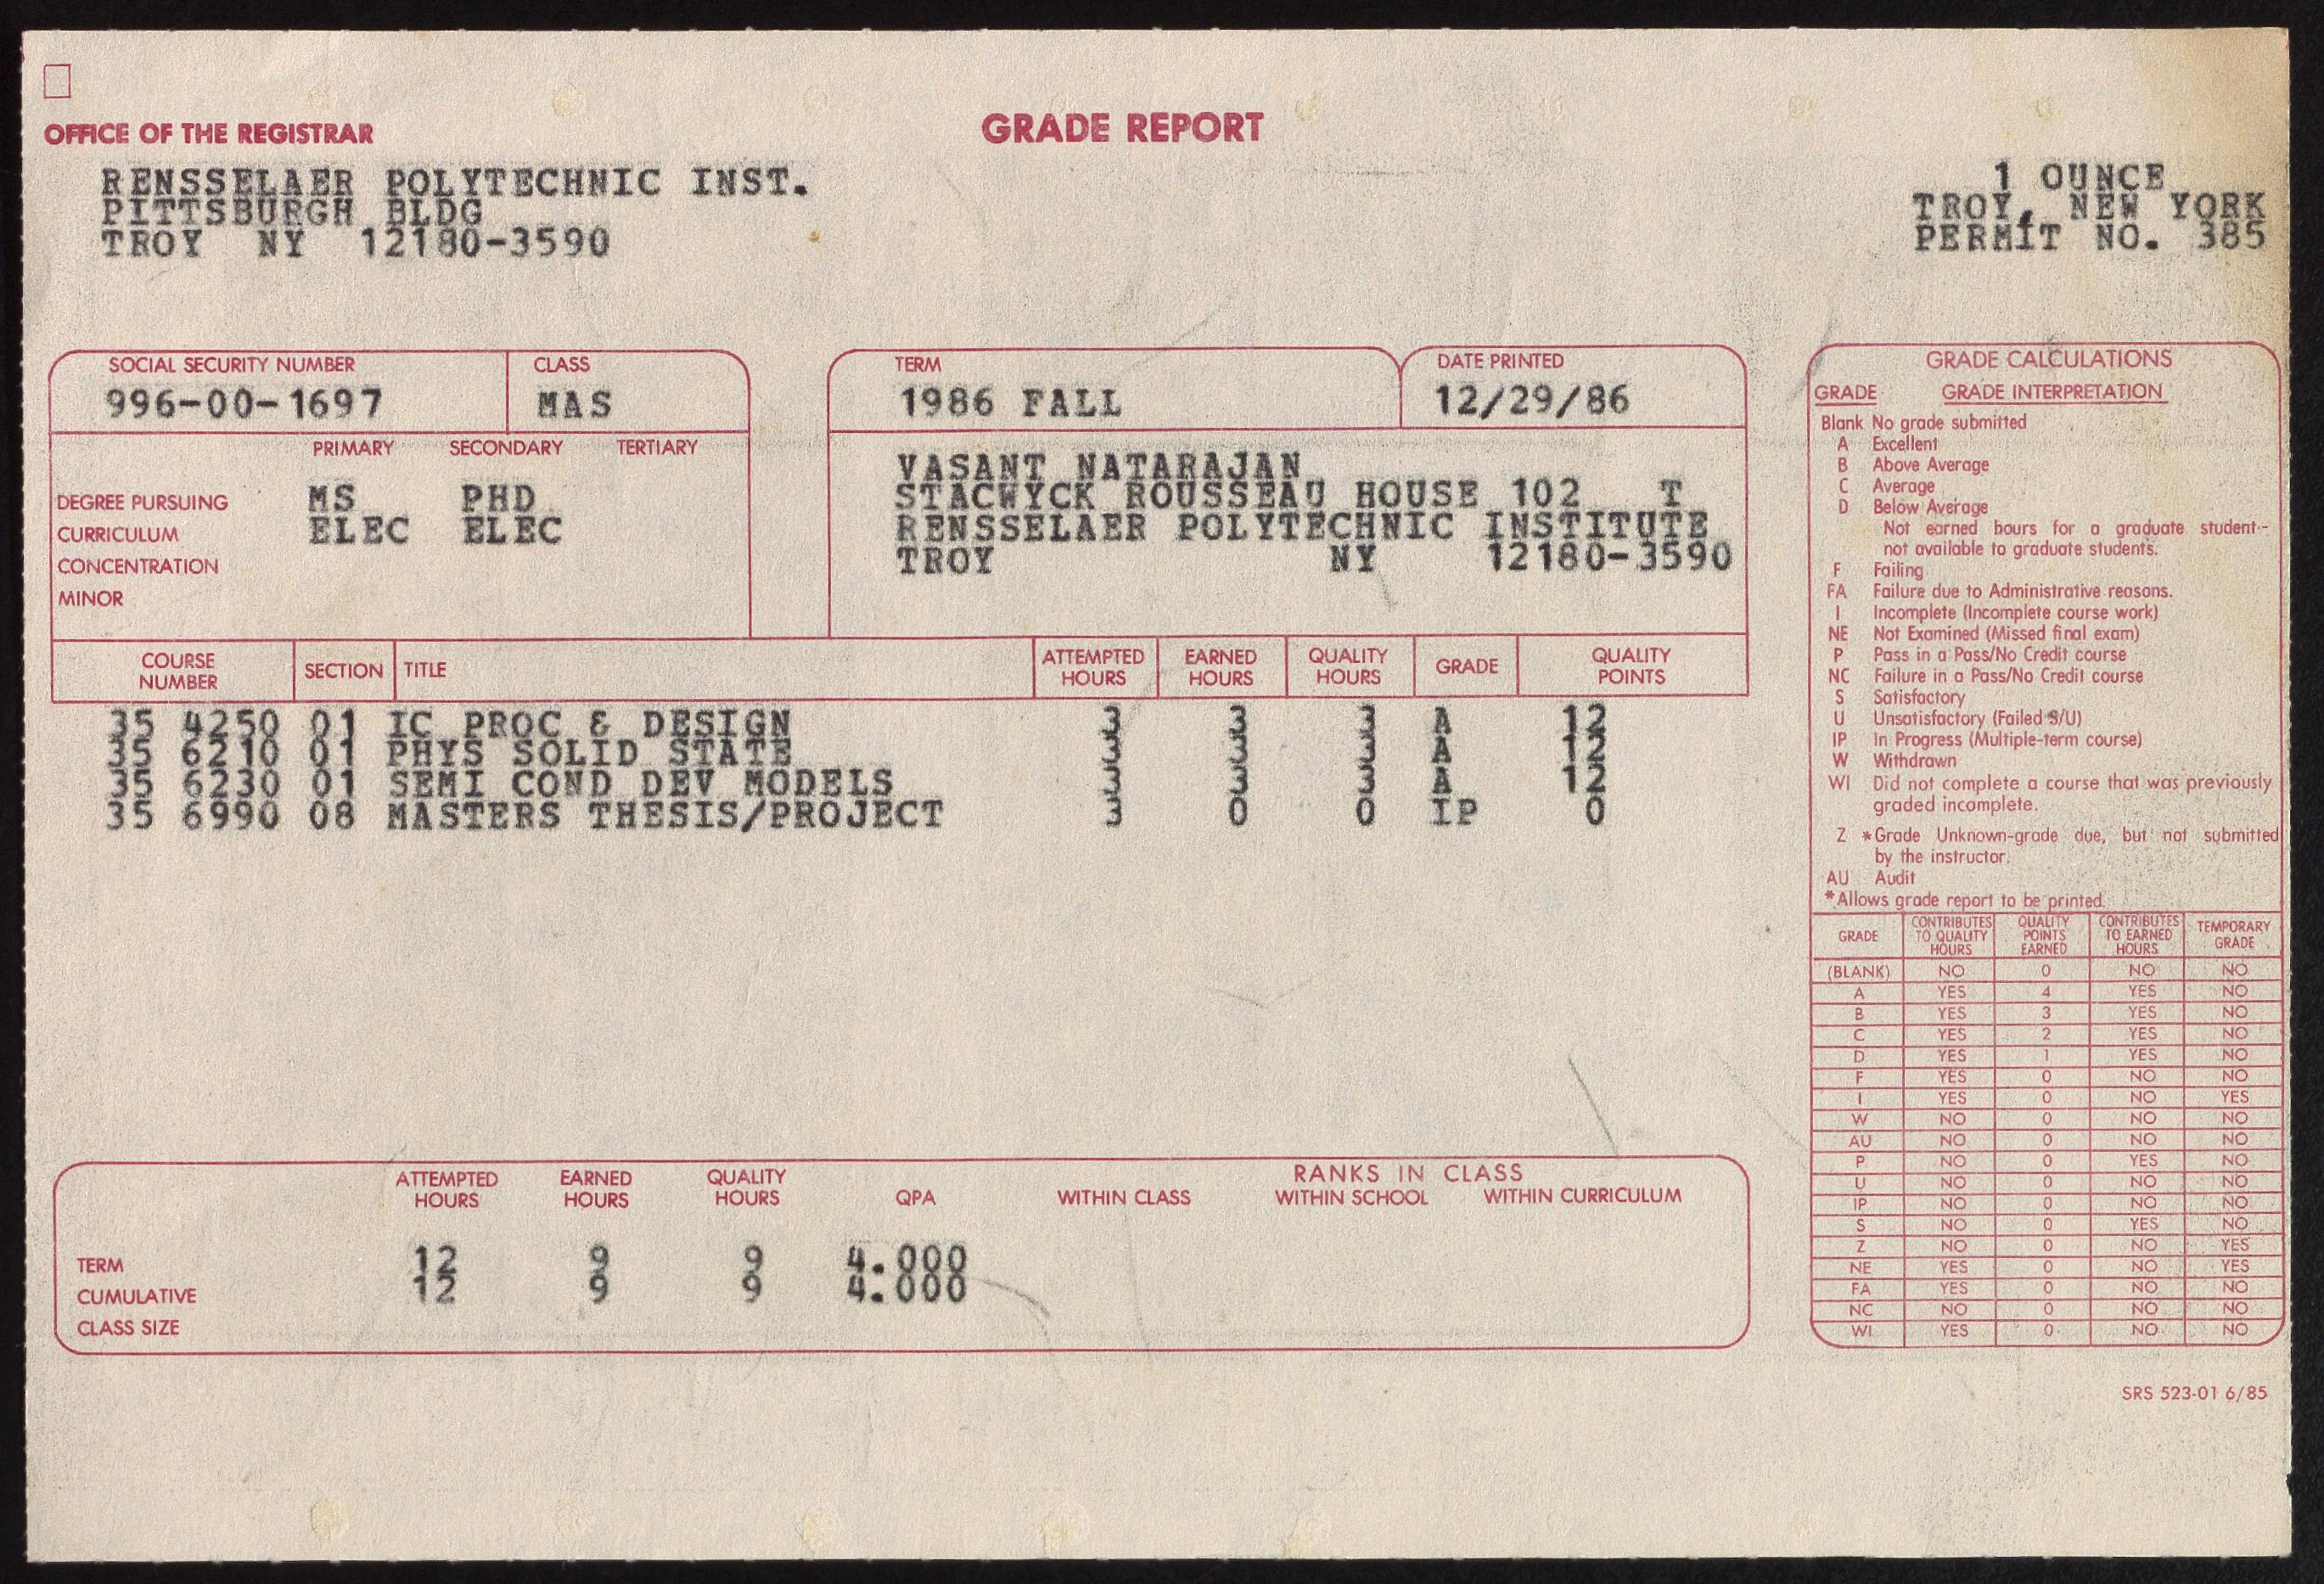 OFFICE OF THE REGISTRAR
GRADE REPORT
RENSSELAER POLYTECHNIC INST.
PITTSBURGH BLDG
TROY NY 12180-3590
1 OUNCE
TROY, NEW YORK
PERMIT NO. 385
SOCIAL SECURITY NUMBER CLASS
996-00-1697 MAS
PRIMARY SECONDARY TERTIARY
DEGREE PURSUING MS PHD
CURRICULUM ELEC ELEC
CONCENTRATION
MINOR
TERM DATE PRINTED
1986 FALL 12/29/86
VASANT NATARAJAN
STACWYCK ROUSSEAU HOUSE 102 T
RENSSELAER POLYTECHNIC INSTITUTE
TROY NY 12180-3590
COURSE NUMBER SECTION TITLE ATTEMPTED HOURS EARNED HOURS QUALITY HOURS GRADE QUALITY POINTS
35 4250 01 IC PROC & DESIGN 3 3 3 A 12
35 6210 01 PHYS SOLID STATE 3 3 3 A 12
35 6230 01 SEMI COND DEV MODELS 3 3 3 A 12
35 6990 08 MASTERS THESIS/PROJECT 3 0 0 IP 0
ATTEMPTED HOURS EARNED HOURS QUALITY HOURS QPA
RANKS IN CLASS
WITHIN CLASS WITHIN SCHOOL WITHIN CURRICULUM
TERM 12 9 9 4.000
CUMULATIVE 12 9 9 4.000
CLASS SIZE
GRADE CALCULATIONS
GRADE GRADE INTERPRETATION
Blank No grade submitted
A Excellent
B Above Average
C Average
D Below Average
Not earned bours for a graduate student--
not available to graduate students.
F Failing
FA Failure due to Administrative reasons.
I Incomplete (Incomplete course work)
NE Not Examined (Missed final exam)
P Pass in a Pass/No Credit course
NC Failure in a Pass/No Credit course
S Satisfactory
U Unsatisfactory (Failed S/U)
IP In Progress (Multiple-term course)
W Withdrawn
WI Did not complete a course that was previously
graded incomplete.
Z *Grade Unknown-grade due, but not submitted
by the instructor.
AU Audit
*Allows grade report to be printed.
GRADE CONTRIBUTES TO QUALITY HOURS QUALITY POINTS EARNED CONTRIBUTES TO EARNED HOURS TEMPORARY GRADE
(BLANK) NO 0 NO NO
A YES 4 YES NO
B YES 3 YES NO
C YES 2 YES NO
D YES 1 YES NO
F YES 0 NO NO
I YES 0 NO YES
W NO 0 NO NO
AU NO 0 NO NO
P NO 0 YES NO
U NO 0 NO NO
IP NO 0 NO NO
S NO 0 YES NO
Z NO 0 NO YES
NE YES 0 NO YES
FA YES 0 NO NO
NC NO 0 NO NO
WI YES 0 NO NO
SRS 523-01 6/85